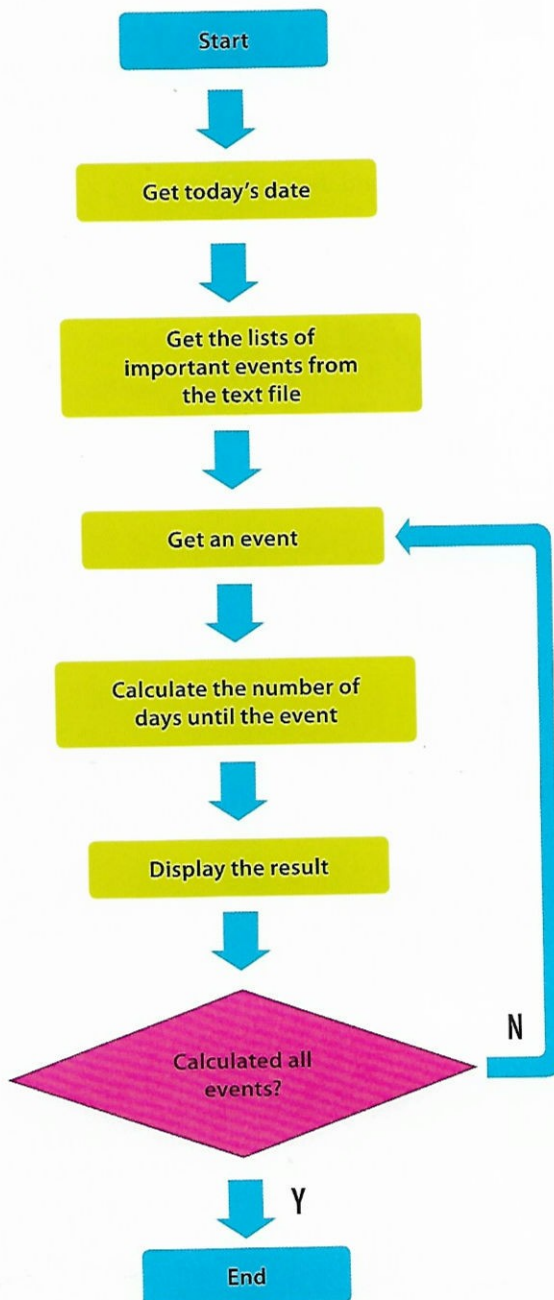 Start
Get today's date
Get the lists of
important events from
the text file
Get an event
Calculate the number of
days until the event
Display the result
Calculated all
events?
N
Y
End